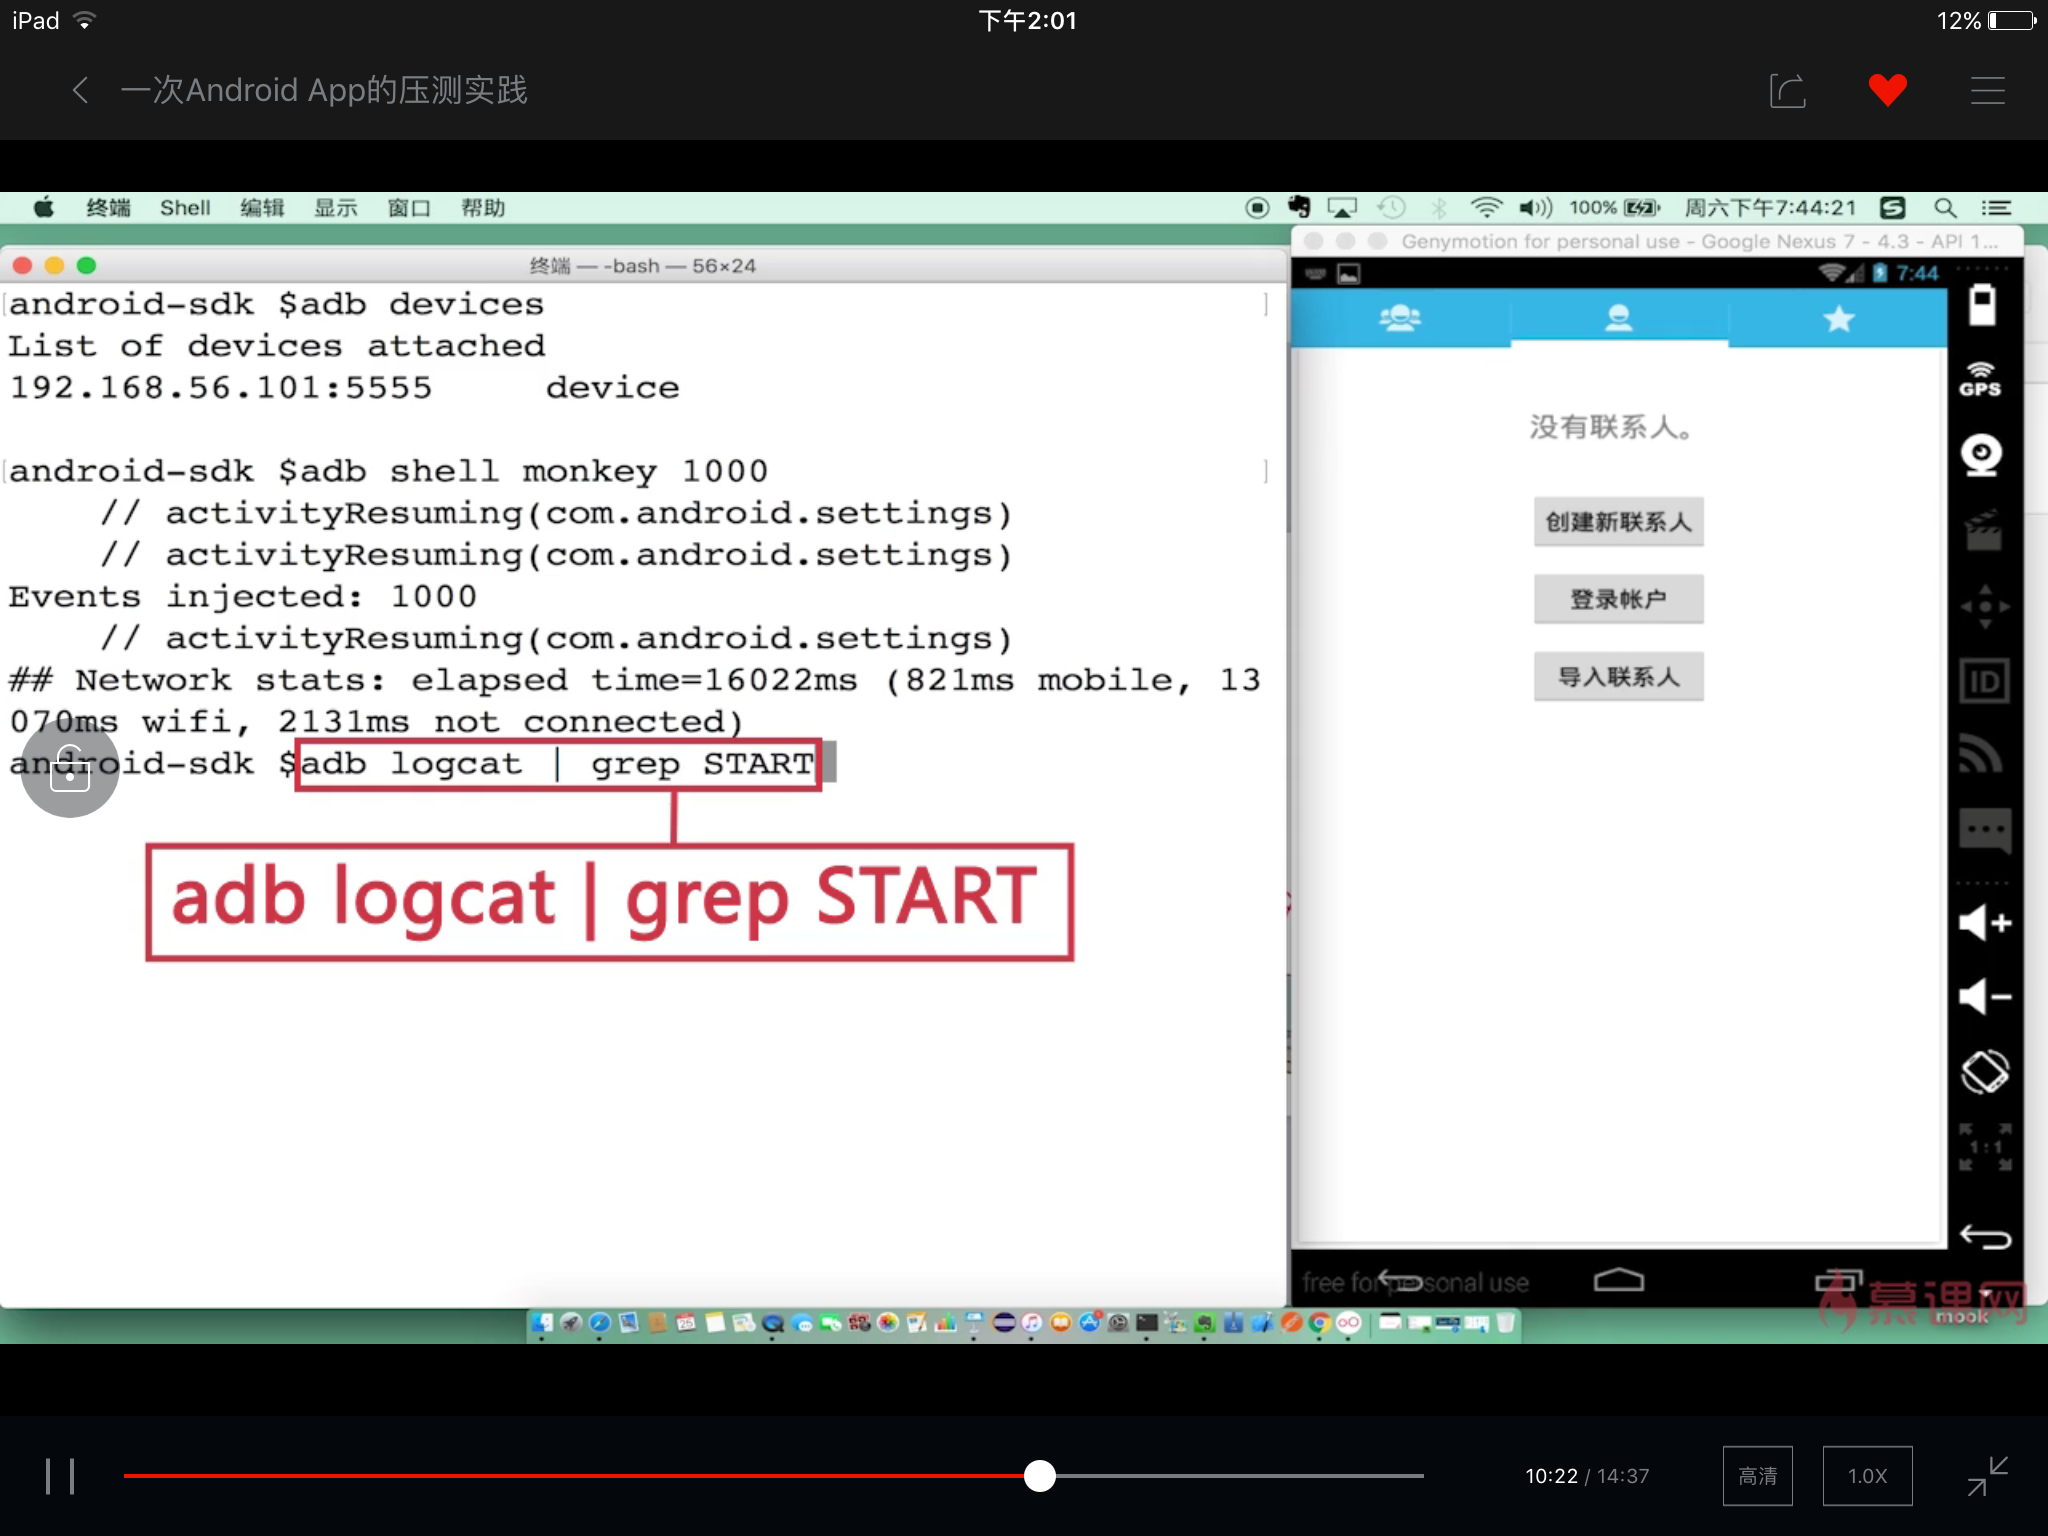 iPad
下午2:01
12%
一次Android App的压测实践
终端 Shell 编辑 显示 窗口 帮助
100%
周六下午7:44:21
终端 — -bash — 56×24
Genymotion for personal use - Google Nexus 7 - 4.3 - API 1...
android-sdk $adb devices
List of devices attached
192.168.56.101:5555 device
android-sdk $adb shell monkey 1000
// activityResuming(com.android.settings)
// activityResuming(com.android.settings)
Events injected: 1000
// activityResuming(com.android.settings)
## Network stats: elapsed time=16022ms (821ms mobile, 13
070ms wifi, 2131ms not connected)
android-sdk $adb logcat | grep START
adb logcat | grep START
7:44
没有联系人。
创建新联系人
登录帐户
导入联系人
GPS
ID
1:1
free for personal use
慕课网
mook
10:22 / 14:37
高清
1.0X